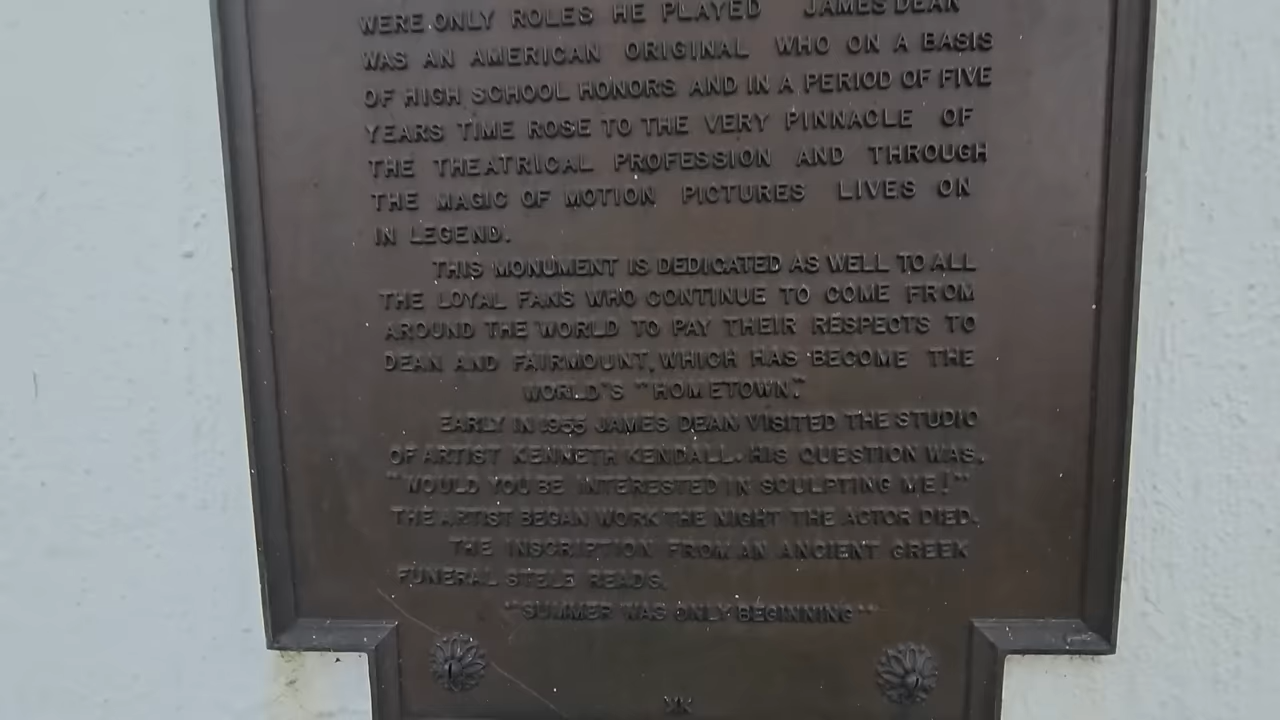 WERE ONLY ROLES HE PLAYED JAMES DEAN
WAS AN AMERICAN ORIGINAL WHO ON A BASIS
OF HIGH SCHOOL HONORS AND IN A PERIOD OF FIVE
YEARS TIME ROSE TO THE VERY PINNACLE OF
THE THEATRICAL PROFESSION AND THROUGH
THE MAGIC OF MOTION PICTURES LIVES ON
IN LEGEND.
THIS MONUMENT IS DEDICATED AS WELL TO ALL
THE LOYAL FANS WHO CONTINUE TO COME FROM
AROUND THE WORLD TO PAY THEIR RESPECTS TO
DEAN AND FAIRMOUNT, WHICH HAS BECOME THE
WORLD'S "HOMETOWN."
EARLY IN 1955 JAMES DEAN VISITED THE STUDIO
OF ARTIST KENNETH KENDALL. HIS QUESTION WAS,
"WOULD YOU BE INTERESTED IN SCULPTING ME!"
THE ARTIST BEGAN WORK THE NIGHT THE ACTOR DIED.
THE INSCRIPTION FROM AN ANCIENT GREEK
FUNERAL STELE READS,
"SUMMER WAS ONLY BEGINNING"